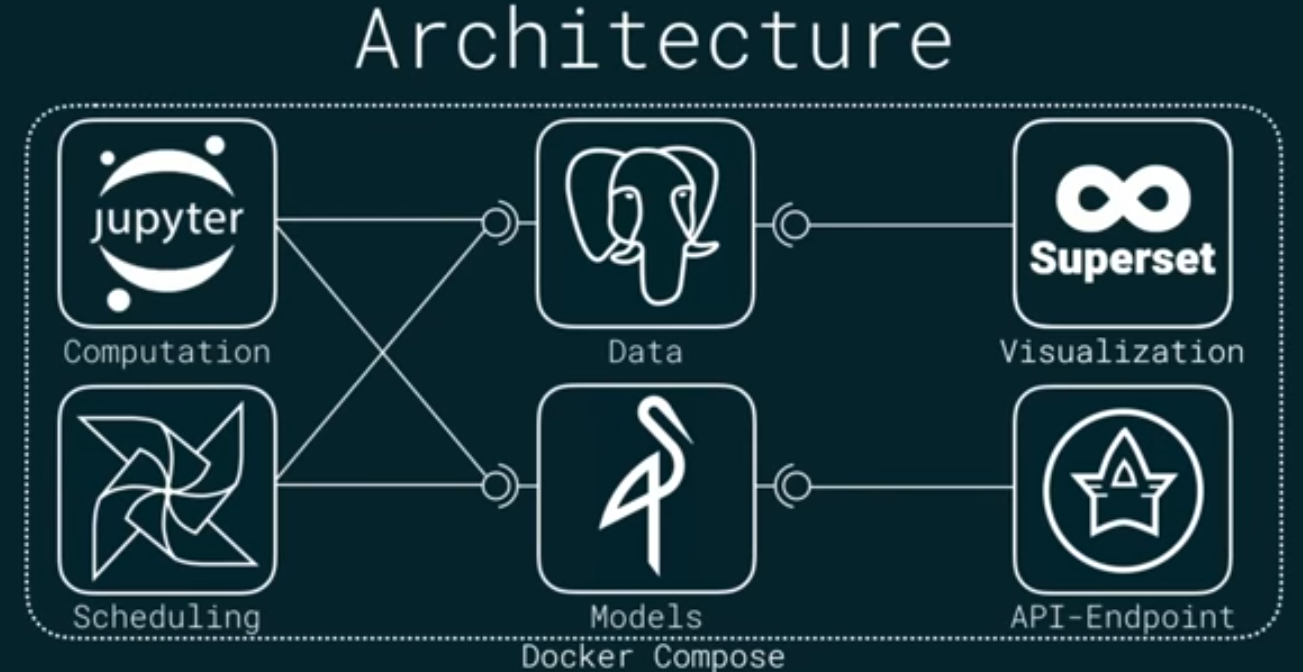 Architecture
jupyter
Superset
Computation
Data
Visualization
Scheduling
Models
API-Endpoint
Docker Compose